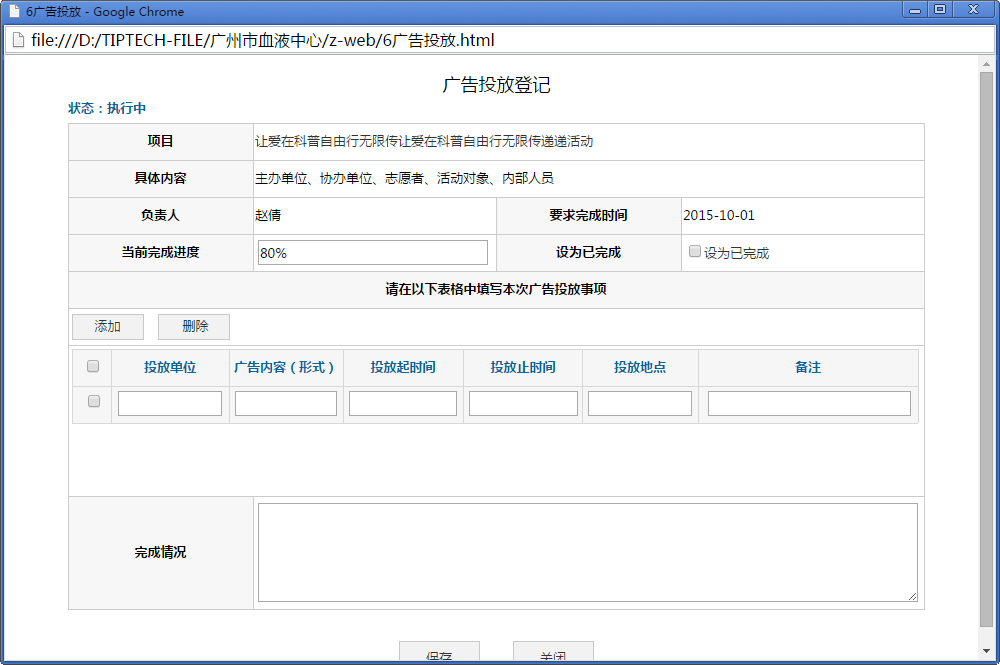 6广告投放 - Google Chrome
file:///D:/TIPTECH-FILE/广州市血液中心/z-web/6广告投放.html
广告投放登记
状态：执行中
项目 让爱在科普自由行无限传让爱在科普自由行无限传递递活动
具体内容 主办单位、协办单位、志愿者、活动对象、内部人员
负责人 赵倩 要求完成时间 2015-10-01
当前完成进度 80% 设为已完成 设为已完成
请在以下表格中填写本次广告投放事项
添加 删除
投放单位 广告内容（形式） 投放起时间 投放止时间 投放地点 备注
完成情况
保存 关闭